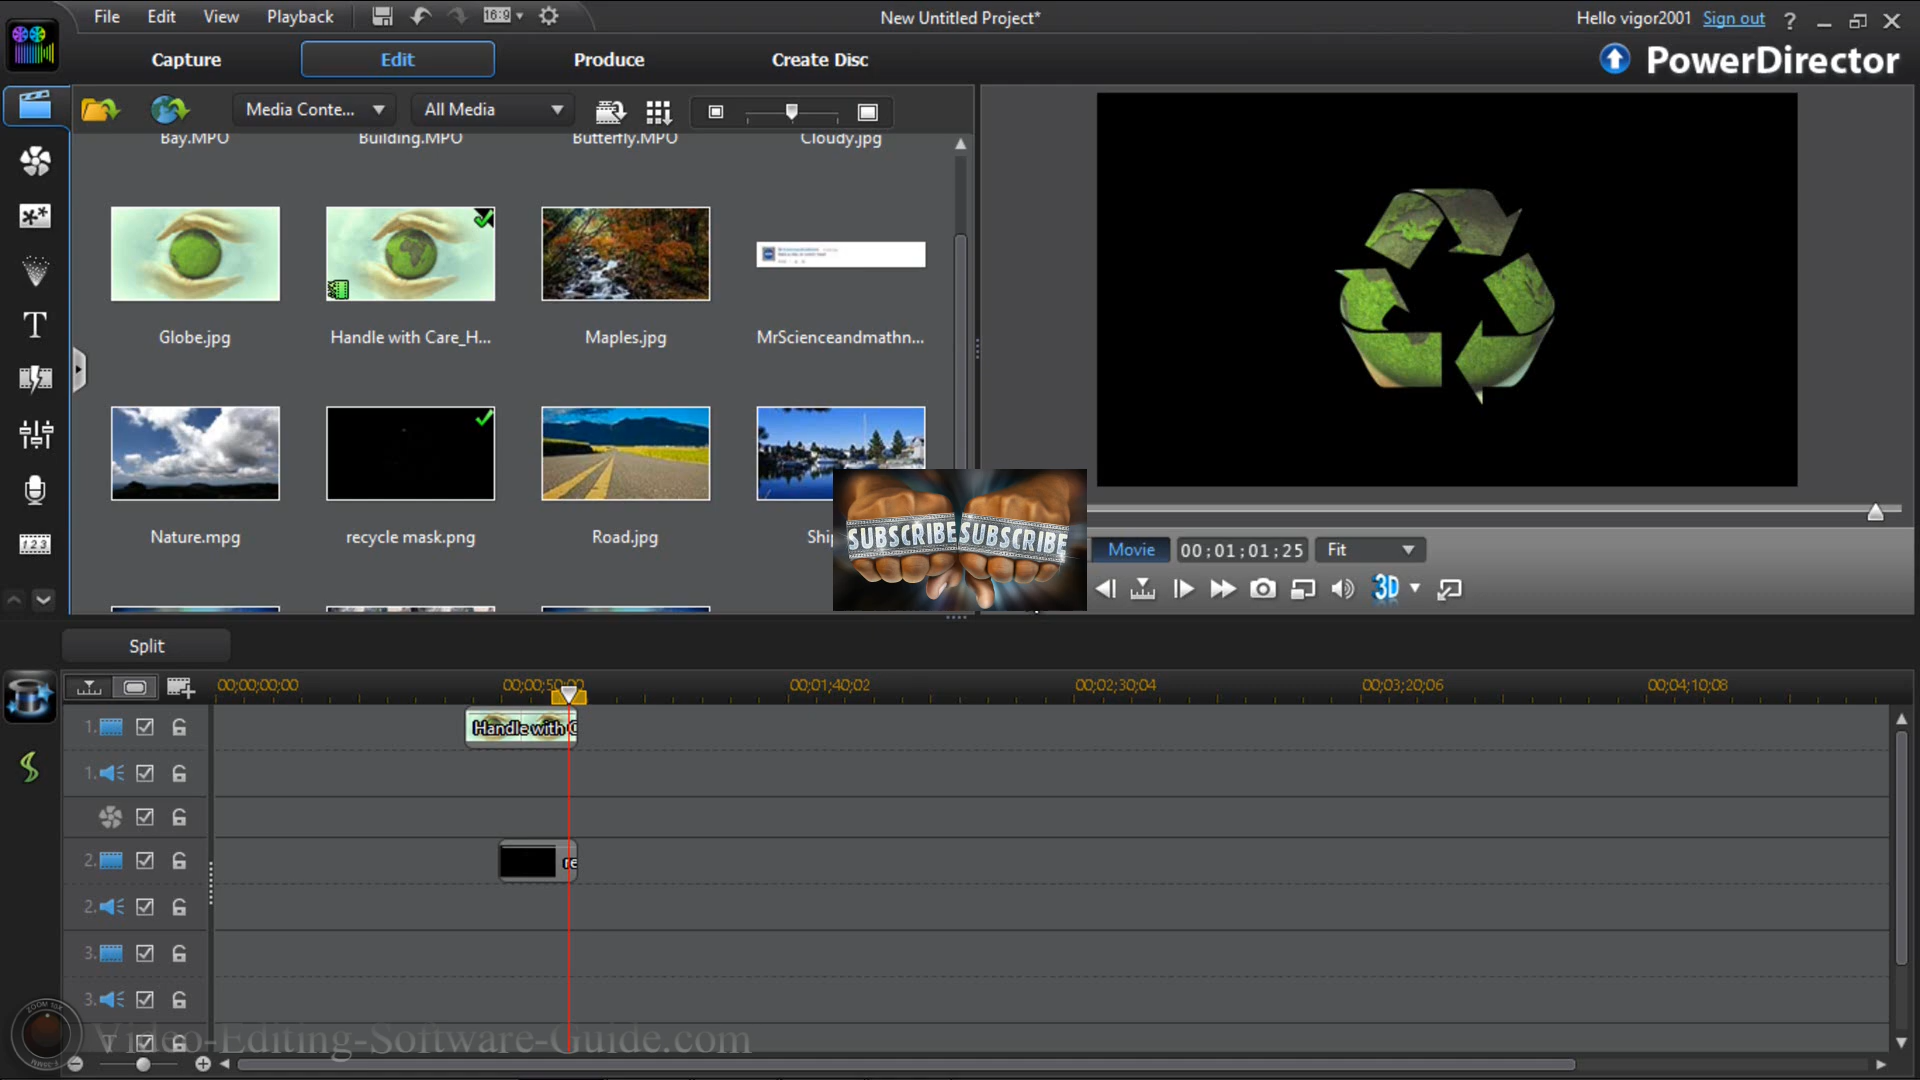 File Edit View Playback 16:9 New Untitled Project* Hello vigor2001 Sign out ?
Capture Edit Produce Create Disc PowerDirector
Media Conte... All Media
Bay.MPO Building.MPO Butterfly.MPO Cloudy.jpg
Globe.jpg Handle with Care_H... Maples.jpg MrScienceandmathn...
Nature.mpg recycle mask.png Road.jpg Ship
SUBSCRIBE SUBSCRIBE
Movie 00;01;01;25 Fit
3D
Split
00;00;00;00 00;00;50;00 00;01;40;02 00;02;30;04 00;03;20;06 00;04;10;08
1. Handle with C
1.
2. re
2.
3.
3.
Video-Editing-Software-Guide.com